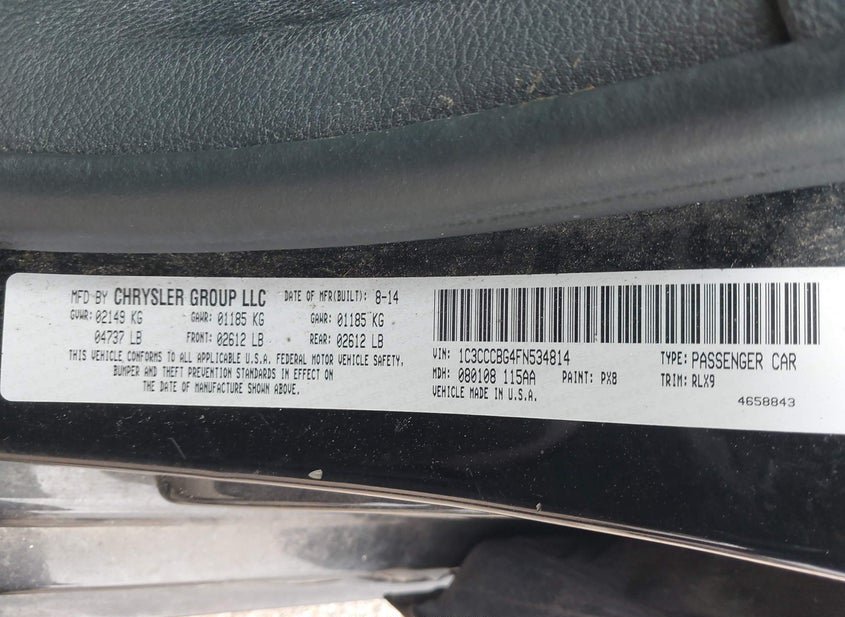 MFD BY CHRYSLER GROUP LLC DATE OF MFR(BUILT): 8-14
GVWR: 02149 KG GAWR: 01185 KG GAWR: 01185 KG
04737 LB FRONT: 02612 LB REAR: 02612 LB
THIS VEHICLE CONFORMS TO ALL APPLICABLE U.S.A. FEDERAL MOTOR VEHICLE SAFETY,
BUMPER AND THEFT PREVENTION STANDARDS IN EFFECT ON
THE DATE OF MANUFACTURE SHOWN ABOVE.
VIN: 1C3CCCBG4FN534814 TYPE: PASSENGER CAR
MDH: 080108 115AA PAINT: PX8 TRIM: RLX9
VEHICLE MADE IN U.S.A.
4658843